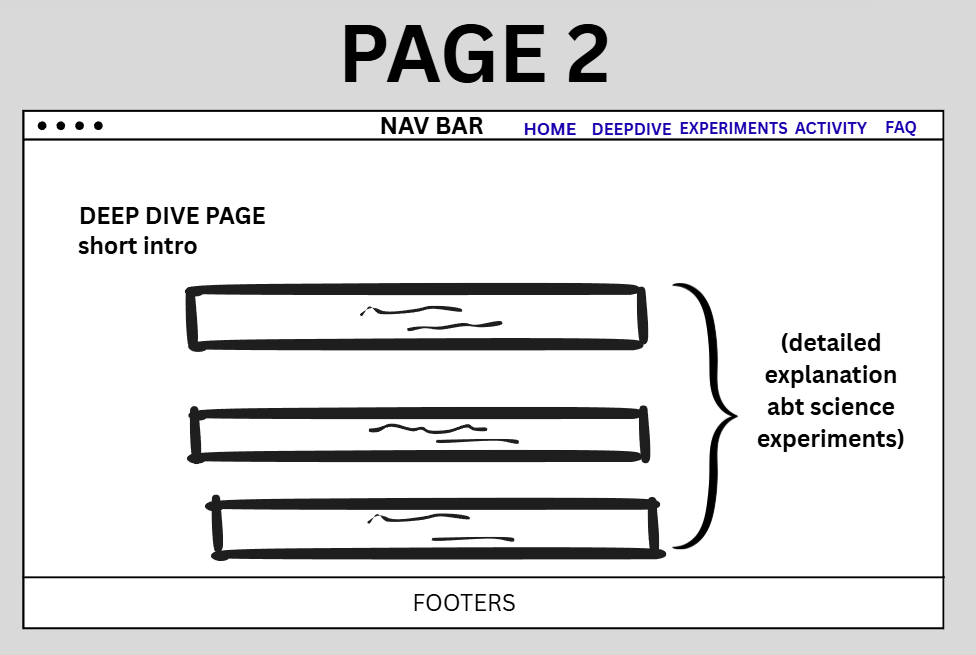 PAGE 2
NAV BAR HOME DEEPDIVE EXPERIMENTS ACTIVITY FAQ
DEEP DIVE PAGE
short intro
(detailed
explanation
abt science
experiments)
FOOTERS